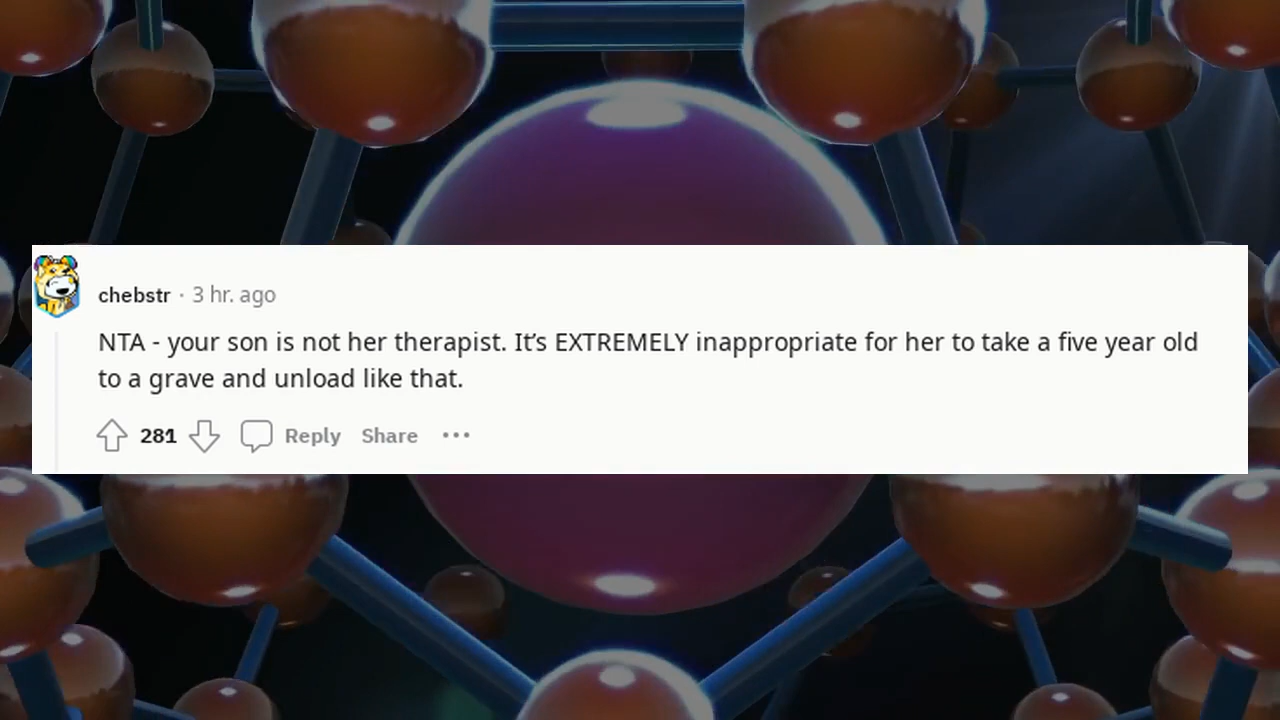 chebstr · 3 hr. ago
NTA - your son is not her therapist. It’s EXTREMELY inappropriate for her to take a five year old
to a grave and unload like that.
281 Reply Share ···